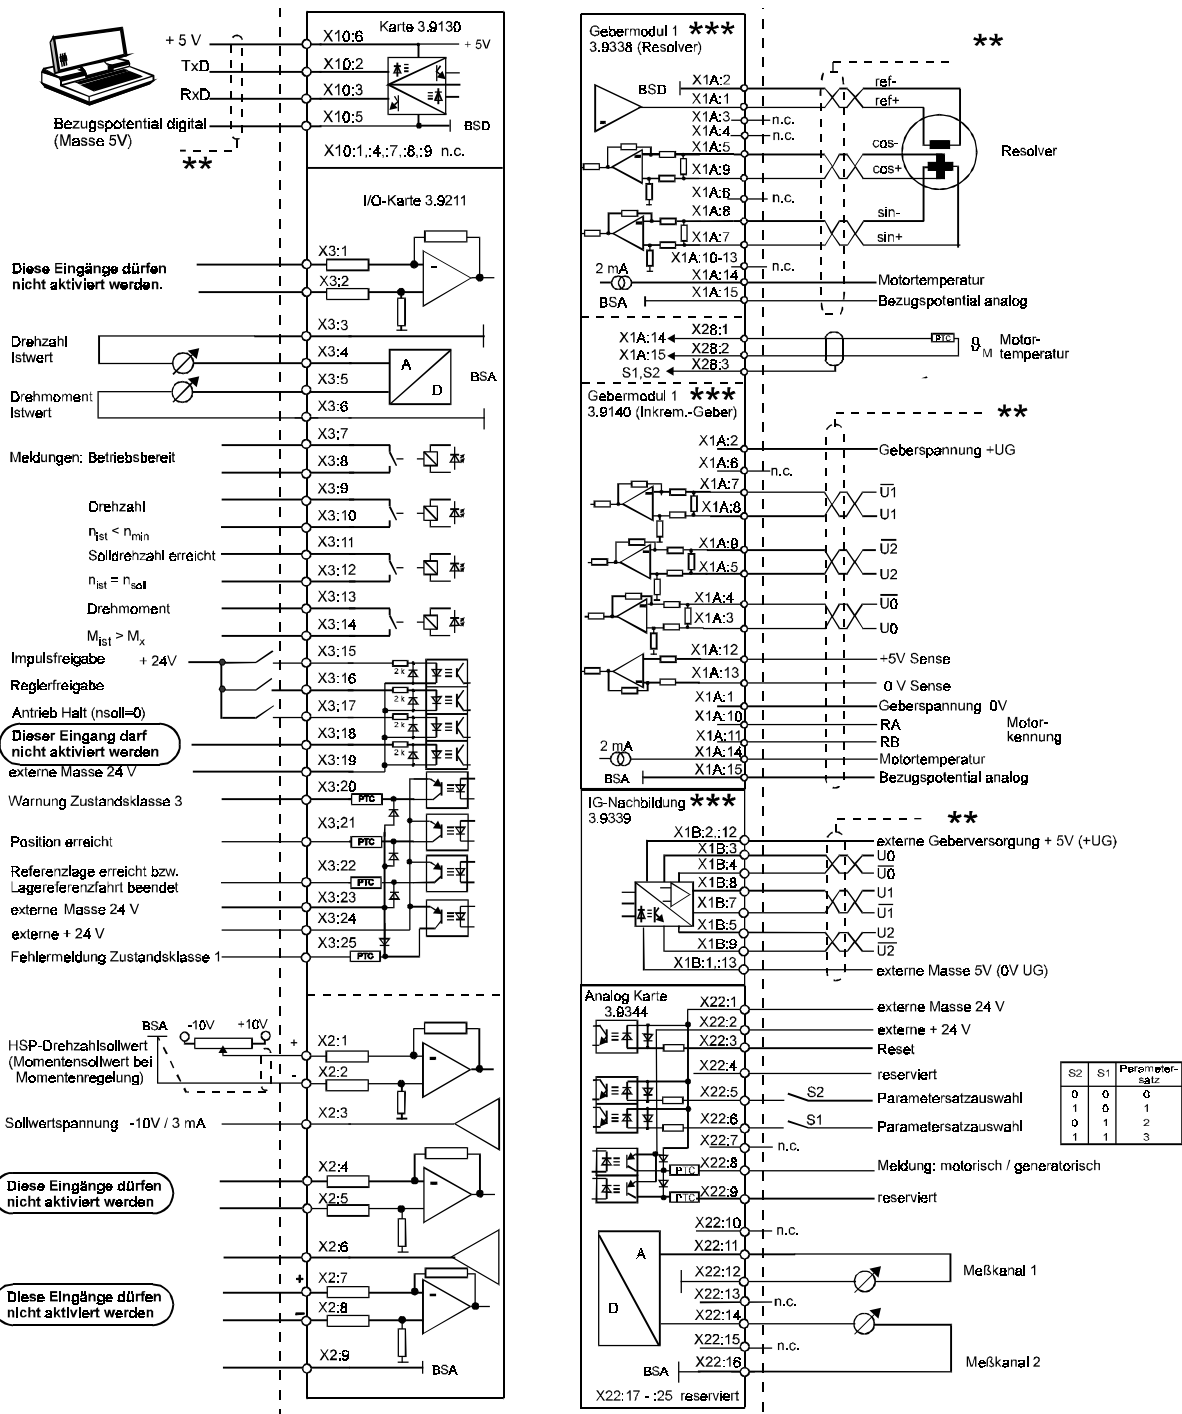 Karte 3.9130
+ 5 V
X10:6
+ 5V
TxD
X10:2
RxD
X10:3
Bezugspotential digital
(Masse 5V)
X10:5
BSD
**
X10:1,:4,:7,:8,:9 n.c.
I/O-Karte 3.9211
Diese Eingänge dürfen
nicht aktiviert werden.
X3:1
X3:2
Drehzahl
Istwert
X3:3
X3:4
A
D
BSA
X3:5
Drehmoment
Istwert
X3:6
X3:7
Meldungen: Betriebsbereit
X3:8
X3:9
Drehzahl
X3:10
nist < nmin
X3:11
Solldrehzahl erreicht
X3:12
nist = nsoll
X3:13
Drehmoment
X3:14
Mist > Mx
Impulsfreigabe
+ 24V
X3:15
2 k
Reglerfreigabe
X3:16
2 k
Antrieb Halt (nsoll=0)
X3:17
2 k
Dieser Eingang darf
nicht aktiviert werden
X3:18
2 k
externe Masse 24 V
X3:19
X3:20
Warnung Zustandsklasse 3
PTC
X3:21
Position erreicht
PTC
Referenzlage erreicht bzw.
Lagereferenzfahrt beendet
X3:22
PTC
externe Masse 24 V
X3:23
externe + 24 V
X3:24
Fehlermeldung Zustandsklasse 1
X3:25
PTC
BSA
-10V
+10V
HSP-Drehzahlsollwert
(Momentensollwert bei
Momentenregelung)
+
X2:1
-
X2:2
Sollwertspannung -10V / 3 mA
X2:3
Diese Eingänge dürfen
nicht aktiviert werden
X2:4
X2:5
X2:6
Diese Eingänge dürfen
nicht aktiviert werden
+
X2:7
-
X2:8
X2:9
BSA
Gebermodul 1 ***
3.9338 (Resolver)
**
BSD
X1A:2
ref-
X1A:1
ref+
X1A:3
n.c.
X1A:4
n.c.
X1A:5
cos-
X1A:9
cos+
Resolver
X1A:6
n.c.
X1A:8
sin-
X1A:7
sin+
X1A:10-13
n.c.
2 mA
X1A:14
Motortemperatur
BSA
X1A:15
Bezugspotential analog
X1A:14
X28:1
PTC
X1A:15
X28:2
S1,S2
X28:3
ϑM
Motor-
temperatur
Gebermodul 1 ***
3.9140 (Inkrem.-Geber)
**
X1A:2
Geberspannung +UG
X1A:6
n.c.
X1A:7
U̅1
X1A:8
U1
X1A:9
U̅2
X1A:5
U2
X1A:4
U̅0
X1A:3
U0
X1A:12
+5V Sense
X1A:13
0 V Sense
X1A:1
Geberspannung 0V
X1A:10
RA
X1A:11
RB
Motor-
kennung
2 mA
X1A:14
Motortemperatur
BSA
X1A:15
Bezugspotential analog
IG-Nachbildung ***
3.9339
**
X1B:2,:12
externe Geberversorgung + 5V (+UG)
X1B:3
U0
X1B:4
U̅0
X1B:8
U1
X1B:7
U̅1
X1B:5
U2
X1B:9
U̅2
X1B:1,:13
externe Masse 5V (0V UG)
Analog Karte
3.9344
X22:1
externe Masse 24 V
X22:2
externe + 24 V
X22:3
Reset
X22:4
reserviert
X22:5
S2
Parametersatzauswahl
X22:6
S1
Parametersatzauswahl
X22:7
n.c.
PTC
X22:8
Meldung: motorisch / generatorisch
PTC
X22:9
reserviert
X22:10
n.c.
A
D
X22:11
X22:12
Meßkanal 1
X22:13
n.c.
X22:14
X22:15
n.c.
BSA
X22:16
Meßkanal 2
X22:17 - :25 reserviert
S2 S1 Parameter-
satz
0 0 0
1 0 1
0 1 2
1 1 3